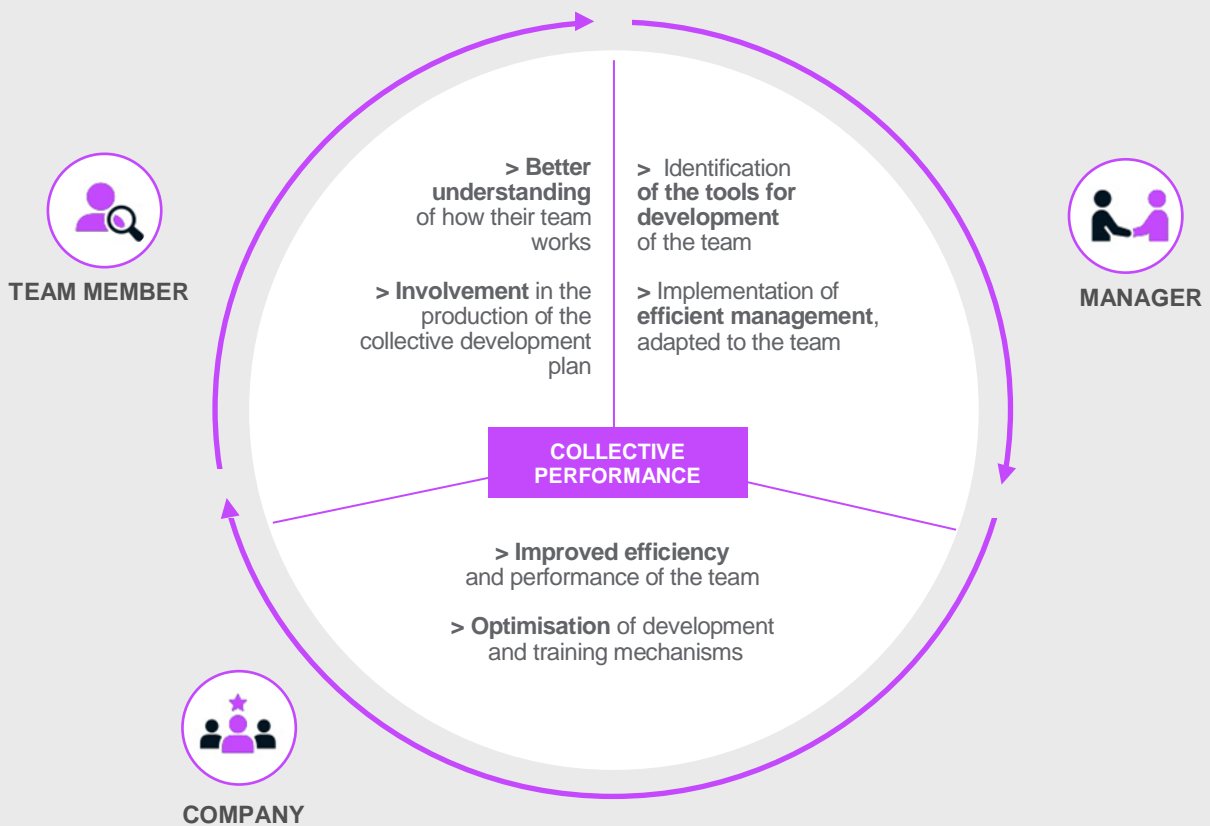 TEAM MEMBER
> Better
understanding
of how their team
works
> Involvement in the
production of the
collective development
plan
> Identification
of the tools for
development
of the team
> Implementation of
efficient management,
adapted to the team
MANAGER
COLLECTIVE
PERFORMANCE
> Improved efficiency
and performance of the team
> Optimisation of development
and training mechanisms
COMPANY